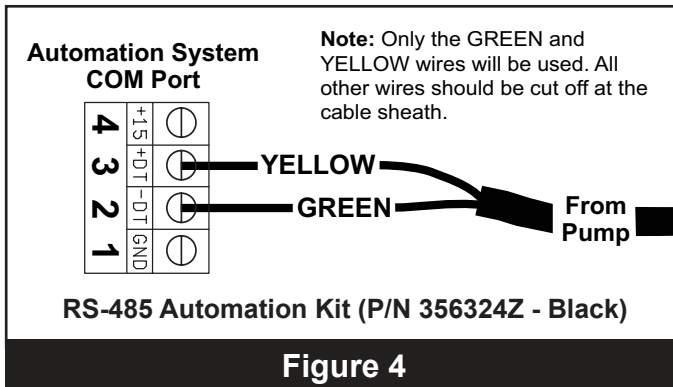 Automation System
COM Port
Note: Only the GREEN and
YELLOW wires will be used. All
other wires should be cut off at the
cable sheath.
4 +15
3 +DT
YELLOW
2 -DT
GREEN
1 GND
From
Pump
RS-485 Automation Kit (P/N 356324Z - Black)
Figure 4